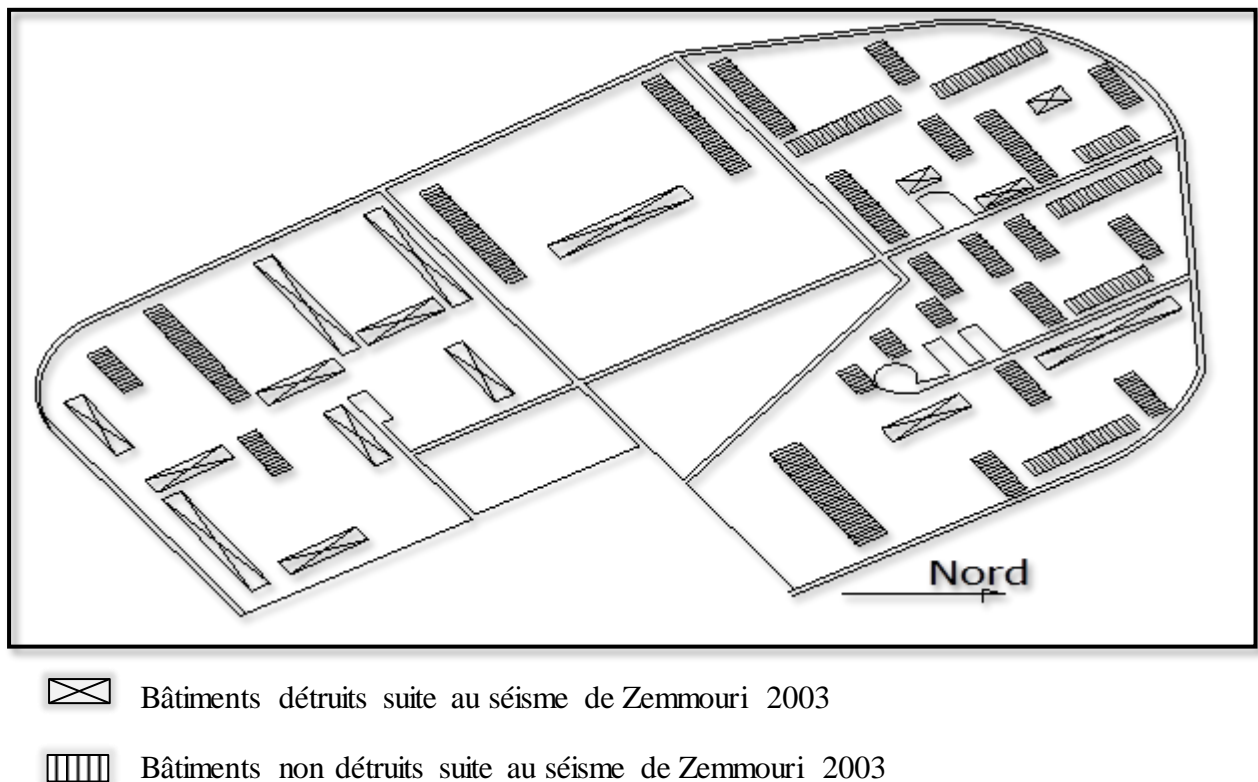 Nord
Bâtiments détruits suite au séisme de Zemmouri 2003
Bâtiments non détruits suite au séisme de Zemmouri 2003